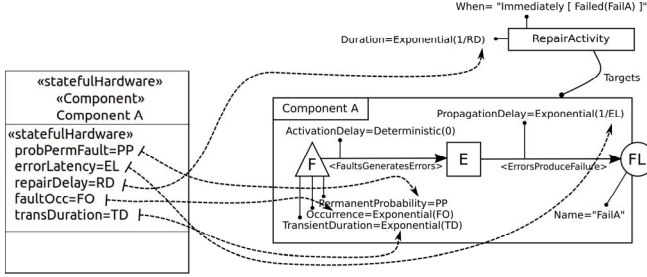 When= "Immediately [ Failed(FailA) ]"
Duration=Exponential(1/RD)
RepairActivity
Targets
«statefulHardware»
«Component»
Component A
«statefulHardware»
probPermFault=PP
errorLatency=EL
repairDelay=RD
faultOcc=FO
transDuration=TD
Component A
PropagationDelay=Exponential(1/EL)
ActivationDelay=Deterministic(0)
F
E
FL
<FaultsGeneratesErrors>
<ErrorsProduceFailure>
PermanentProbability=PP
Occurrence=Exponential(FO)
TransientDuration=Exponential(TD)
Name="FailA"